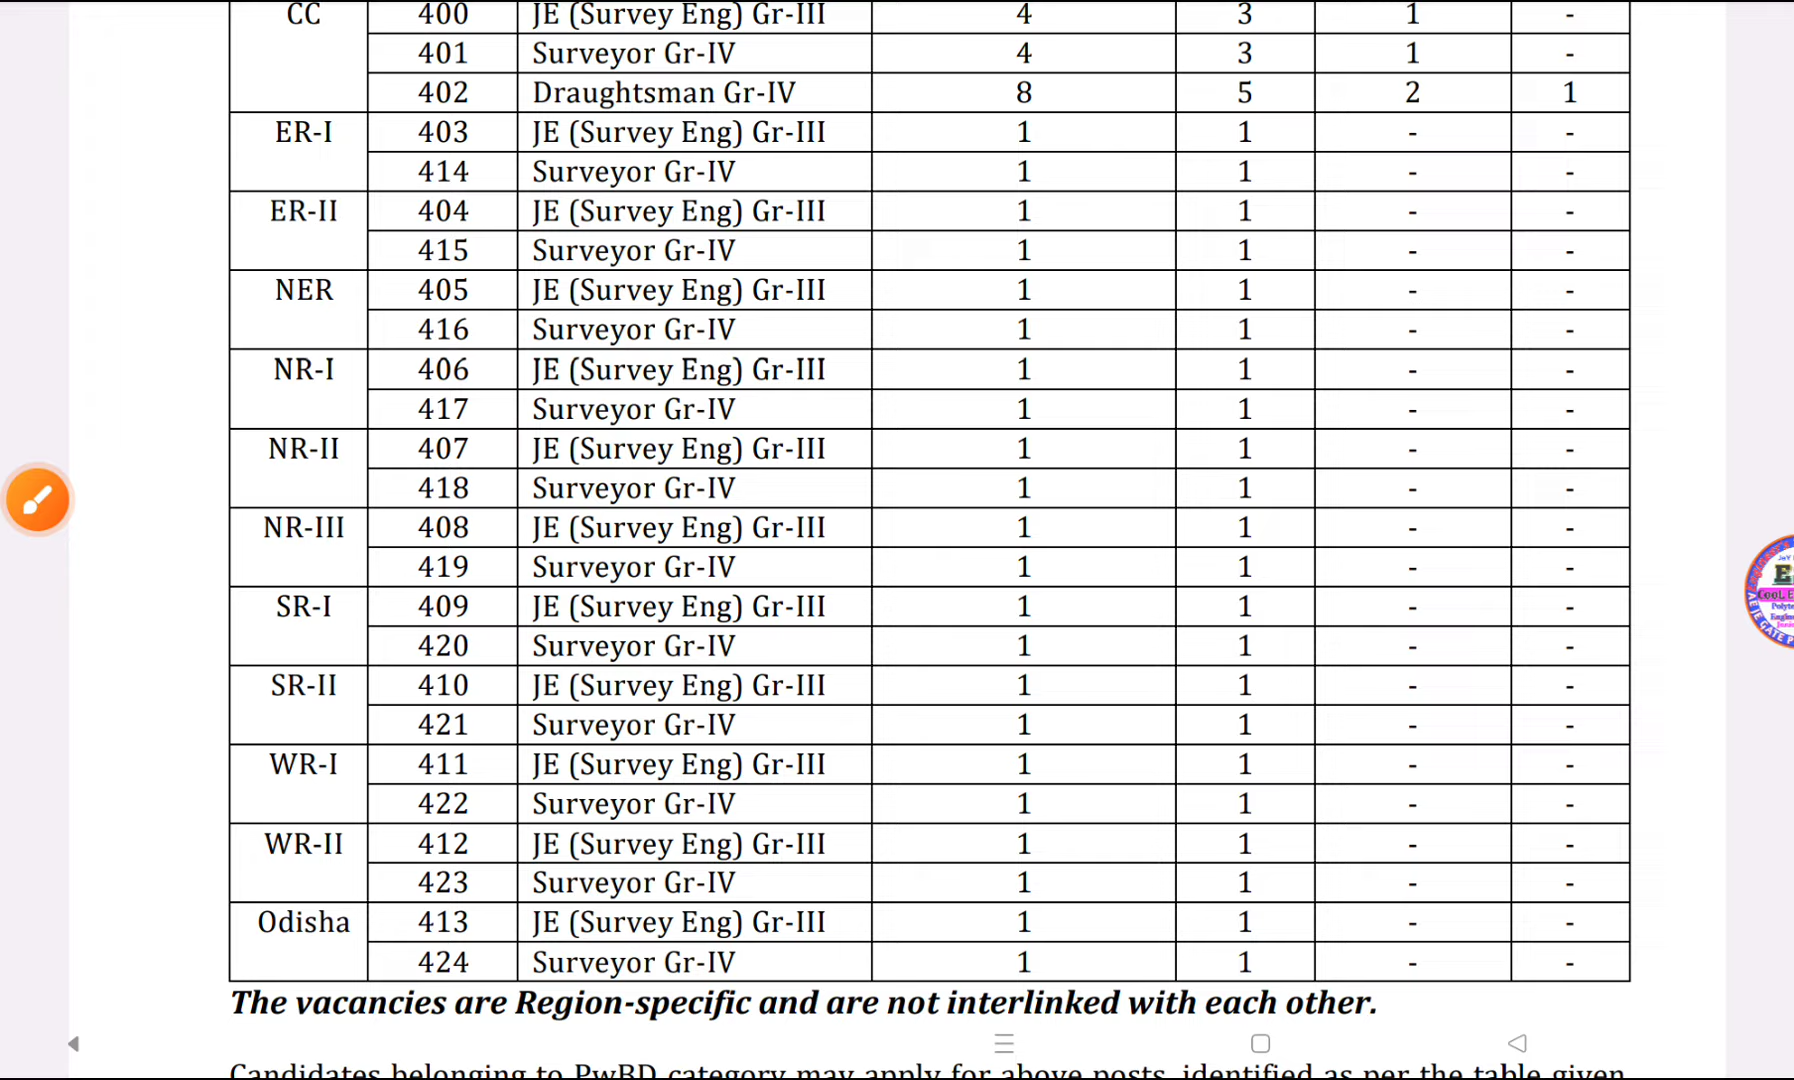 CC 400 JE (Survey Eng) Gr-III 4 3 1 -
401 Surveyor Gr-IV 4 3 1 -
402 Draughtsman Gr-IV 8 5 2 1
ER-I 403 JE (Survey Eng) Gr-III 1 1 - -
414 Surveyor Gr-IV 1 1 - -
ER-II 404 JE (Survey Eng) Gr-III 1 1 - -
415 Surveyor Gr-IV 1 1 - -
NER 405 JE (Survey Eng) Gr-III 1 1 - -
416 Surveyor Gr-IV 1 1 - -
NR-I 406 JE (Survey Eng) Gr-III 1 1 - -
417 Surveyor Gr-IV 1 1 - -
NR-II 407 JE (Survey Eng) Gr-III 1 1 - -
418 Surveyor Gr-IV 1 1 - -
NR-III 408 JE (Survey Eng) Gr-III 1 1 - -
419 Surveyor Gr-IV 1 1 - -
SR-I 409 JE (Survey Eng) Gr-III 1 1 - -
420 Surveyor Gr-IV 1 1 - -
SR-II 410 JE (Survey Eng) Gr-III 1 1 - -
421 Surveyor Gr-IV 1 1 - -
WR-I 411 JE (Survey Eng) Gr-III 1 1 - -
422 Surveyor Gr-IV 1 1 - -
WR-II 412 JE (Survey Eng) Gr-III 1 1 - -
423 Surveyor Gr-IV 1 1 - -
Odisha 413 JE (Survey Eng) Gr-III 1 1 - -
424 Surveyor Gr-IV 1 1 - -
The vacancies are Region-specific and are not interlinked with each other.
Candidates belonging to PwBD category may apply for above posts, identified as per the table given